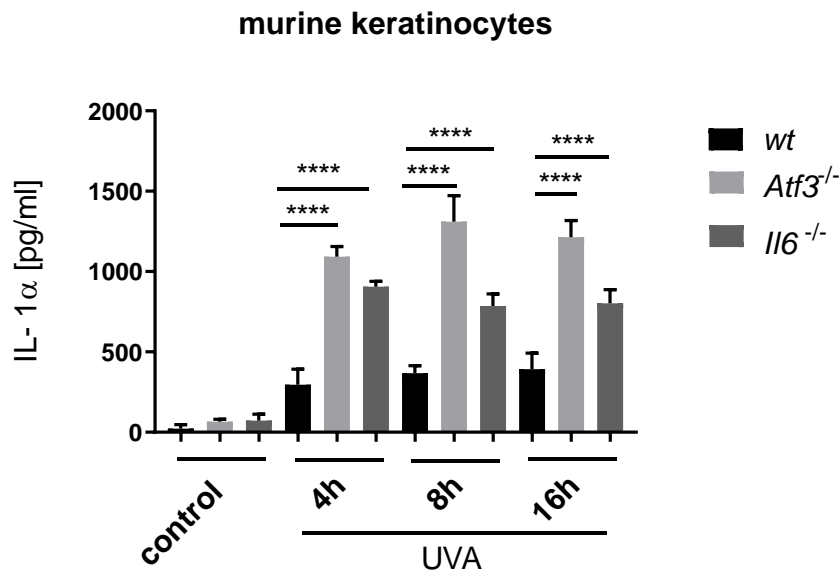 murine keratinocytes
IL- 1α [pg/ml]
2000
1500
1000
500
0
****
****
****
****
****
****
wt
Atf3-/-
Il6 -/-
control
4h
8h
16h
UVA